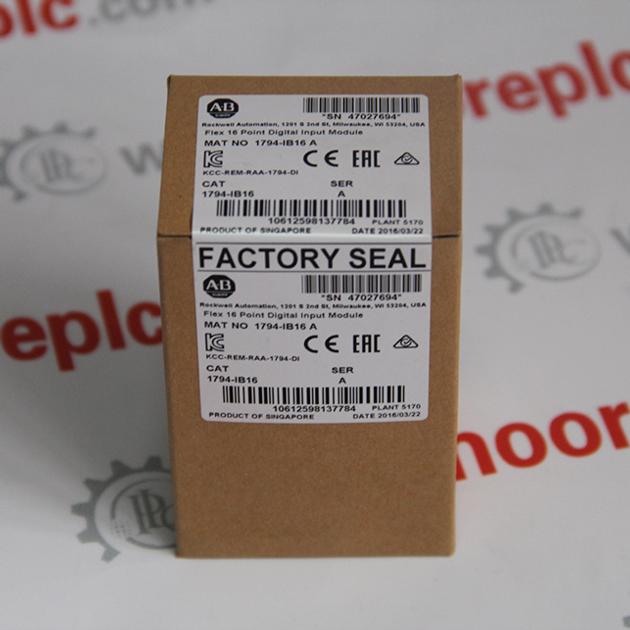 plc.com
moorepl
AB
"SN 47027694"
Rockwell Automation, 1201 S 2nd St, Milwaukee, WI 53204, USA
Flex 16 Point Digital Input Module
MAT NO 1794-IB16 A
CE EAC
KCC-REM-RAA-1794-DI
CAT SER
1794-IB16 A
10612598137784 PLANT 5170
PRODUCT OF SINGAPORE DATE 2016/03/22
FACTORY SEAL
AB
"SN 47027694"
Rockwell Automation, 1201 S 2nd St, Milwaukee, WI 53204, USA
Flex 16 Point Digital Input Module
MAT NO 1794-IB16 A
CE EAC
KCC-REM-RAA-1794-DI
CAT SER
1794-IB16 A
10612598137784 PLANT 5170
PRODUCT OF SINGAPORE DATE 2016/03/22
replc
moor